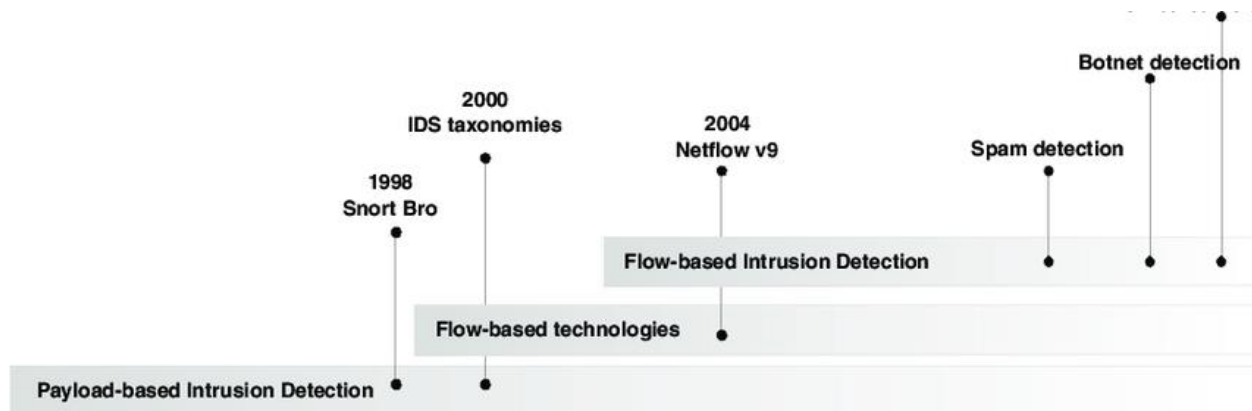 Botnet detection
2000
IDS taxonomies
2004
Netflow v9
Spam detection
1998
Snort Bro
Flow-based Intrusion Detection
Flow-based technologies
Payload-based Intrusion Detection